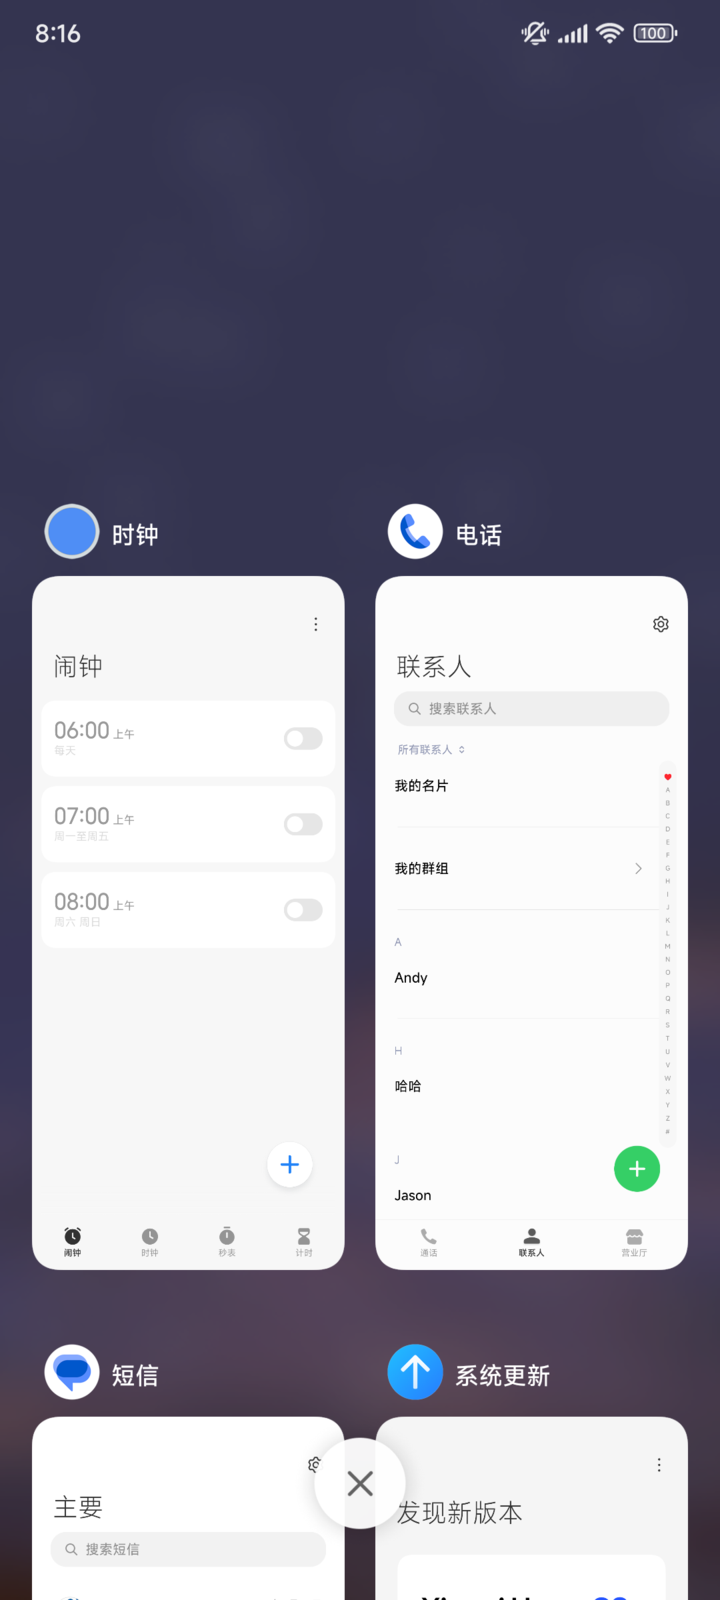 8:16
100
时钟
电话
闹钟
06:00 上午
每天
07:00 上午
周一至周五
08:00 上午
周六 周日
闹钟
时钟
秒表
计时
联系人
搜索联系人
所有联系人
我的名片
我的群组
A
Andy
H
哈哈
J
Jason
A
B
C
D
E
F
G
H
I
J
K
L
M
N
O
P
Q
R
S
T
U
V
W
X
Y
Z
#
通话
联系人
营业厅
短信
系统更新
主要
搜索短信
发现新版本